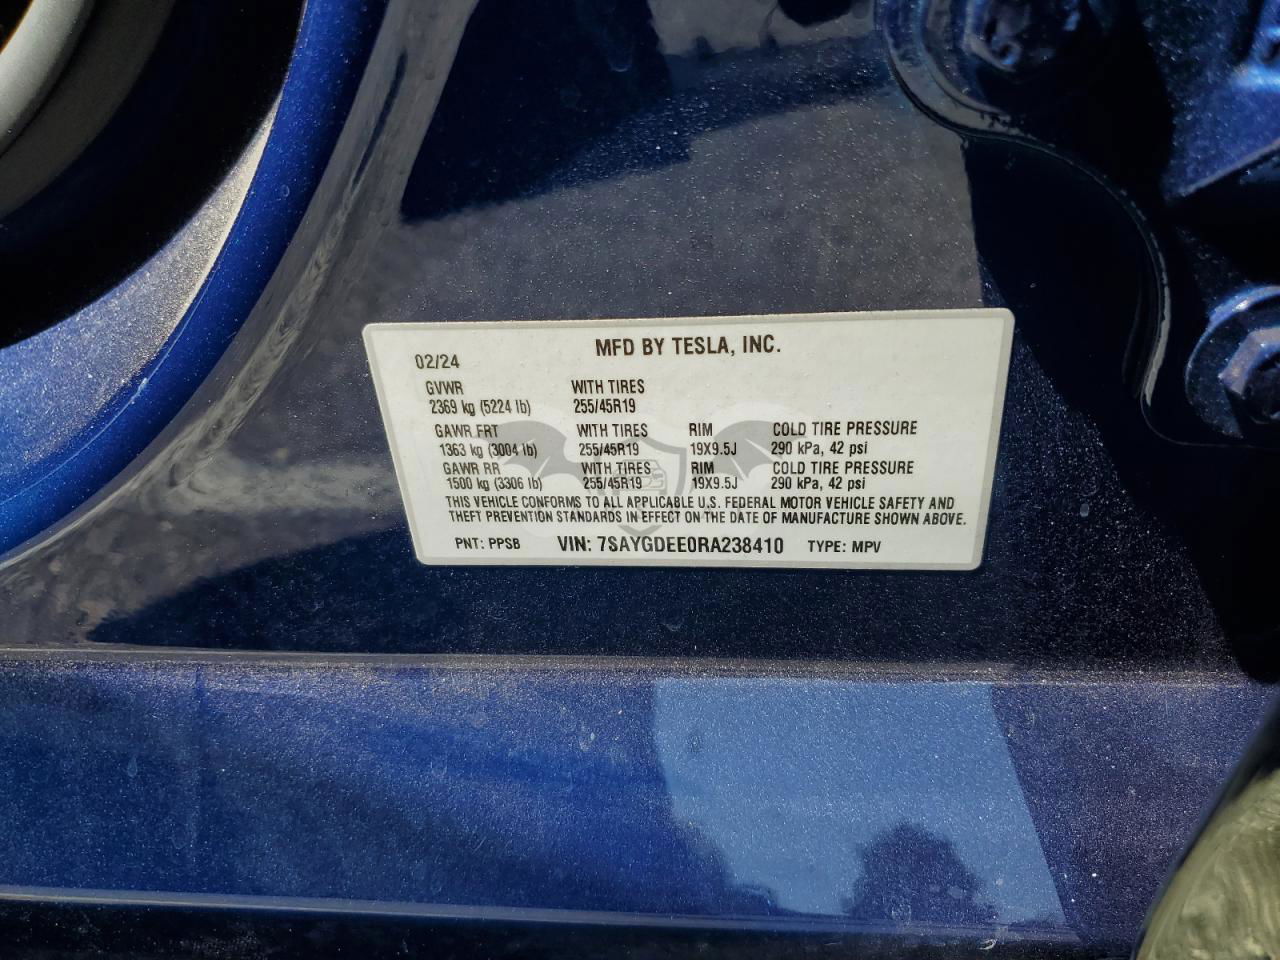 MFD BY TESLA, INC.
02/24
GVWR WITH TIRES
2369 kg (5224 lb) 255/45R19
GAWR FRT WITH TIRES RIM COLD TIRE PRESSURE
1363 kg (3004 lb) 255/45R19 19X9.5J 290 kPa, 42 psi
GAWR RR WITH TIRES RIM COLD TIRE PRESSURE
1500 kg (3306 lb) 255/45R19 19X9.5J 290 kPa, 42 psi
THIS VEHICLE CONFORMS TO ALL APPLICABLE U.S. FEDERAL MOTOR VEHICLE SAFETY AND
THEFT PREVENTION STANDARDS IN EFFECT ON THE DATE OF MANUFACTURE SHOWN ABOVE.
PNT: PPSB VIN: 7SAYGDEE0RA238410 TYPE: MPV